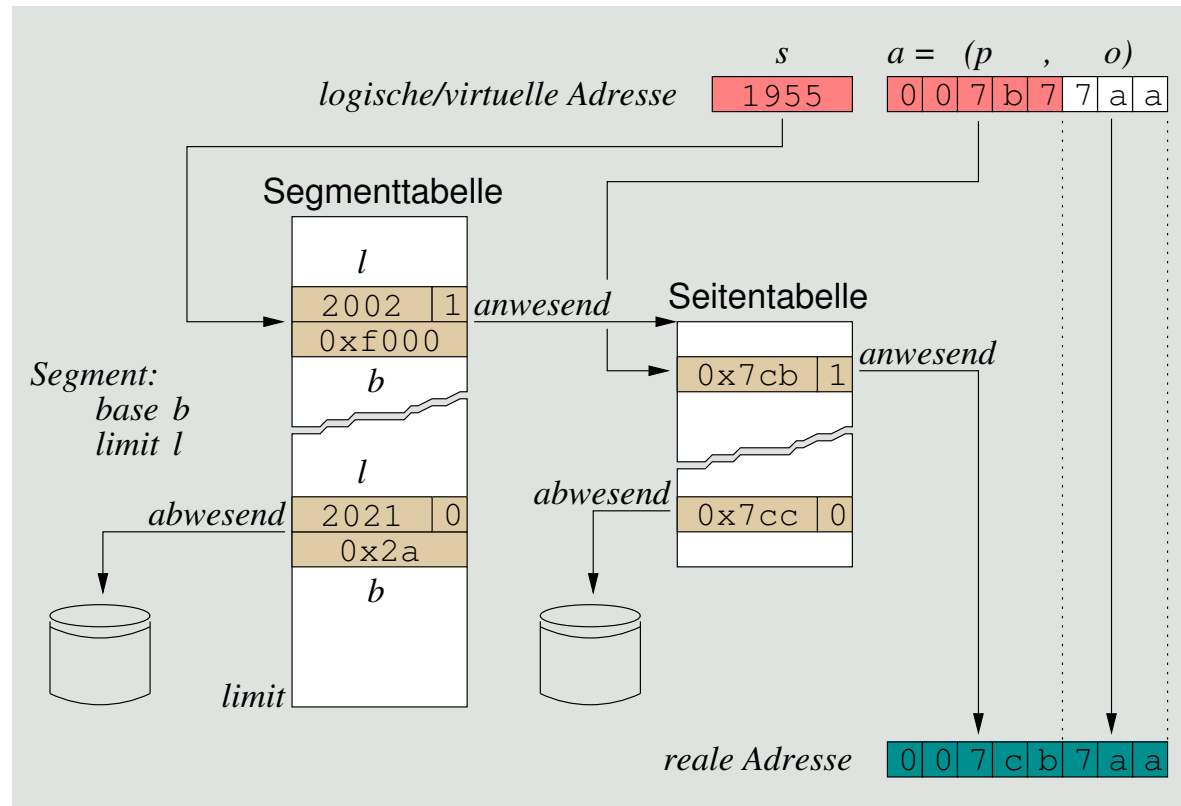 s a = (p , o)
logische/virtuelle Adresse 1955 0 0 7 b 7 7 a a
Segmenttabelle
l
2002 1 anwesend
0xf000
b
Seitentabelle
0x7cb 1 anwesend
Segment:
base b
limit l
l
abwesend 2021 0
0x2a
b
abwesend 0x7cc 0
limit
reale Adresse 0 0 7 c b 7 a a